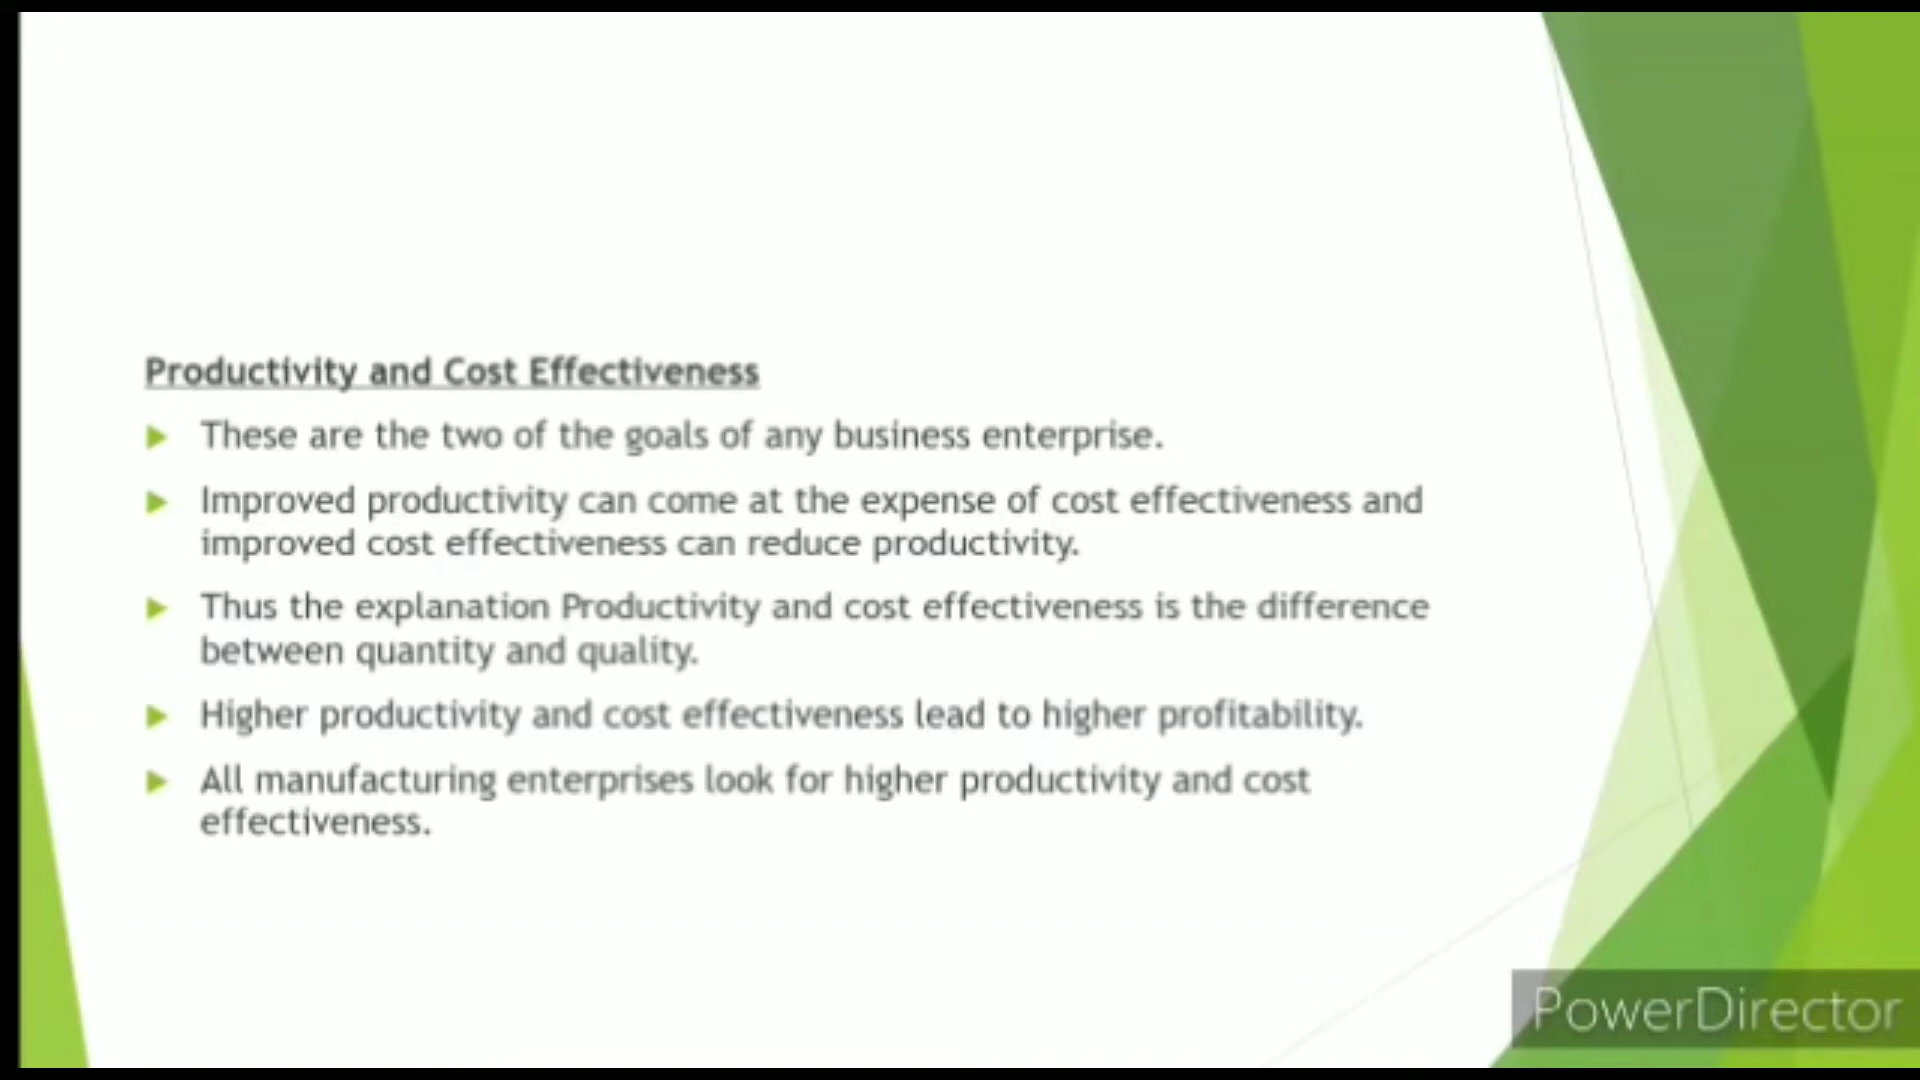 Productivity and Cost Effectiveness
These are the two of the goals of any business enterprise.
Improved productivity can come at the expense of cost effectiveness and
improved cost effectiveness can reduce productivity.
Thus the explanation Productivity and cost effectiveness is the difference
between quantity and quality.
Higher productivity and cost effectiveness lead to higher profitability.
All manufacturing enterprises look for higher productivity and cost
effectiveness.
PowerDirector